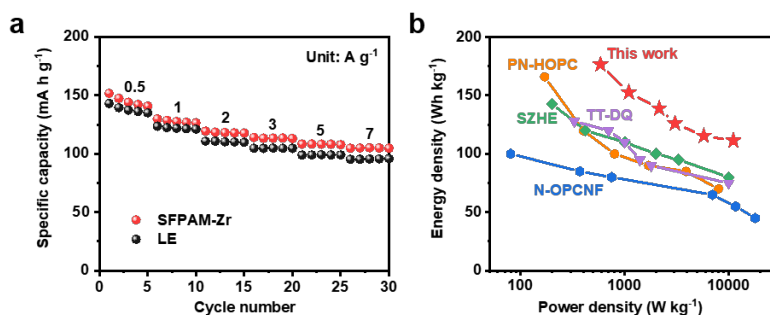 a
Specific capacity (mA h g⁻¹)
200
150
100
50
0
Unit: A g⁻¹
0.5
1
2
3
5
7
SFPAM-Zr
LE
0 5 10 15 20 25 30
Cycle number
b
Energy density (Wh kg⁻¹)
200
150
100
50
0
This work
PN-HOPC
SZHE
TT-DQ
N-OPCNF
100 1000 10000
Power density (W kg⁻¹)